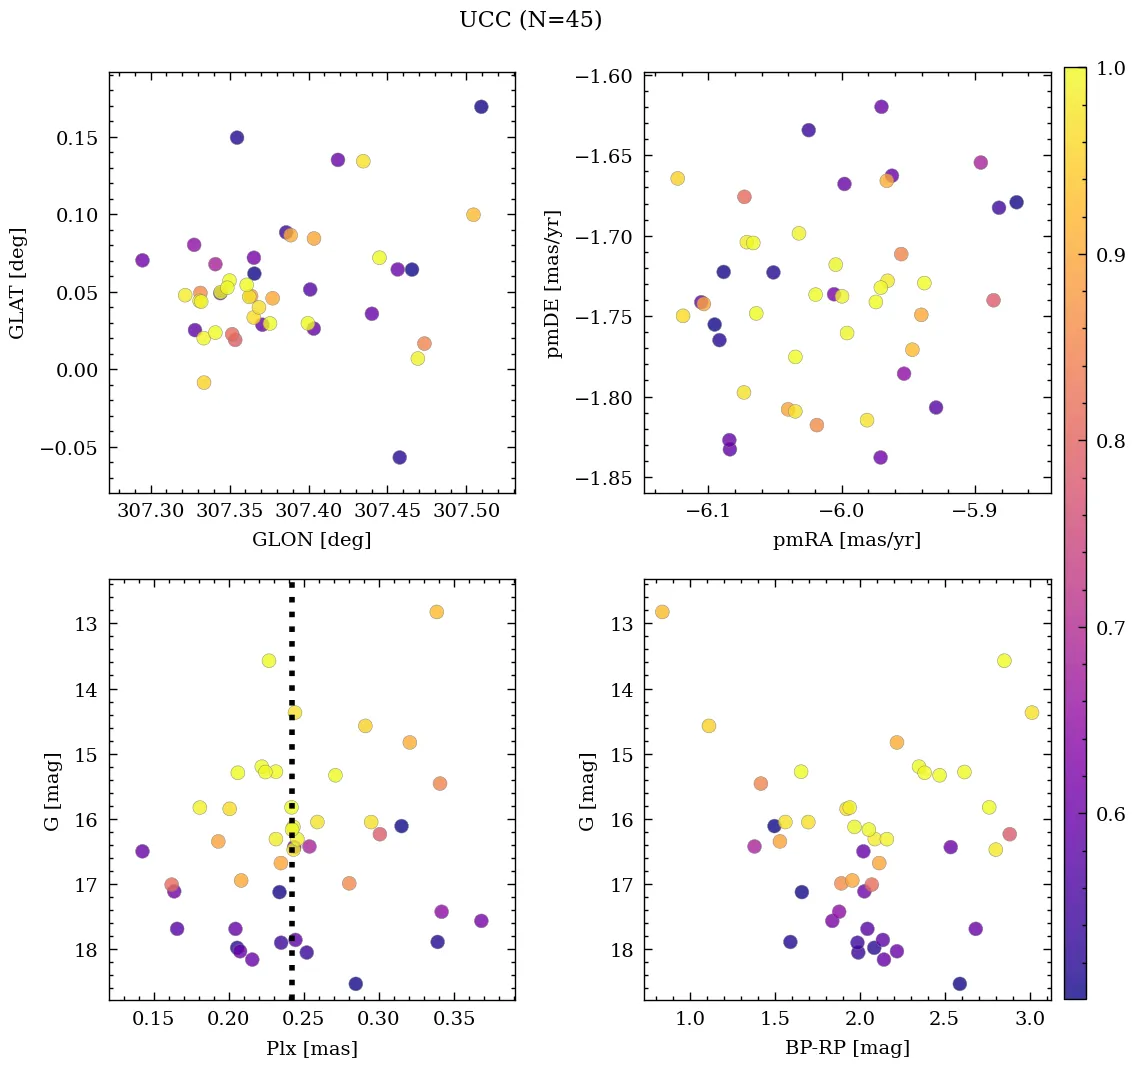 UCC (N=45)
0.15
0.10
0.05
0.00
−0.05
GLAT [deg]
307.30 307.35 307.40 307.45 307.50
GLON [deg]
−1.60
−1.65
−1.70
−1.75
−1.80
−1.85
pmDE [mas/yr]
−6.1 −6.0 −5.9
pmRA [mas/yr]
1.0
0.9
0.8
0.7
0.6
13
14
15
16
17
18
G [mag]
0.15 0.20 0.25 0.30 0.35
Plx [mas]
13
14
15
16
17
18
G [mag]
1.0 1.5 2.0 2.5 3.0
BP-RP [mag]